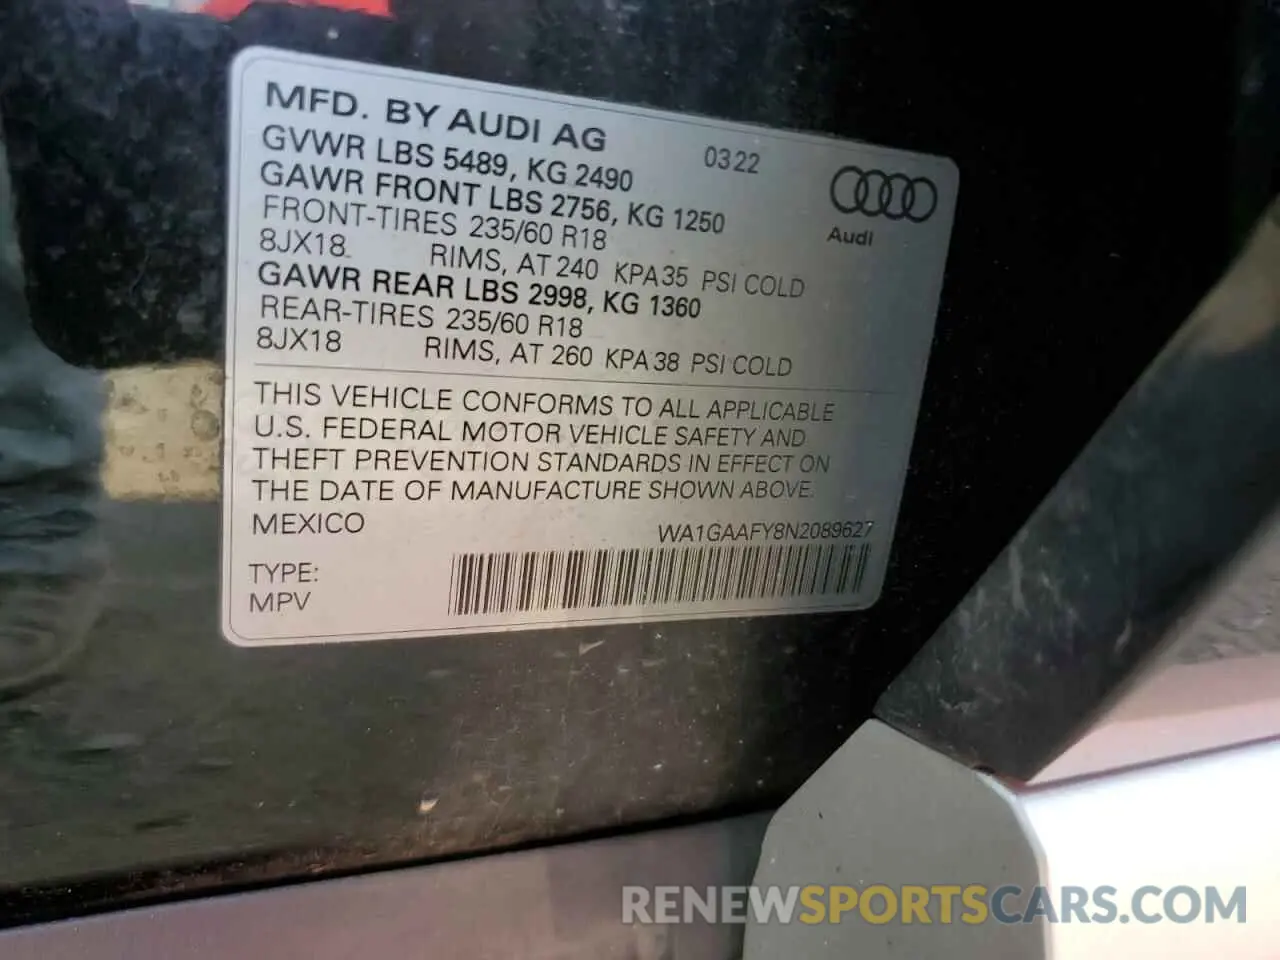 MFD. BY AUDI AG 0322
GVWR LBS 5489, KG 2490
GAWR FRONT LBS 2756, KG 1250
FRONT-TIRES 235/60 R18
8JX18 RIMS, AT 240 KPA 35 PSI COLD
GAWR REAR LBS 2998, KG 1360
REAR-TIRES 235/60 R18
8JX18 RIMS, AT 260 KPA 38 PSI COLD
Audi
THIS VEHICLE CONFORMS TO ALL APPLICABLE
U.S. FEDERAL MOTOR VEHICLE SAFETY AND
THEFT PREVENTION STANDARDS IN EFFECT ON
THE DATE OF MANUFACTURE SHOWN ABOVE.
MEXICO WA1GAAFY8N2089627
TYPE:
MPV
RENEWSPORTSCARS.COM